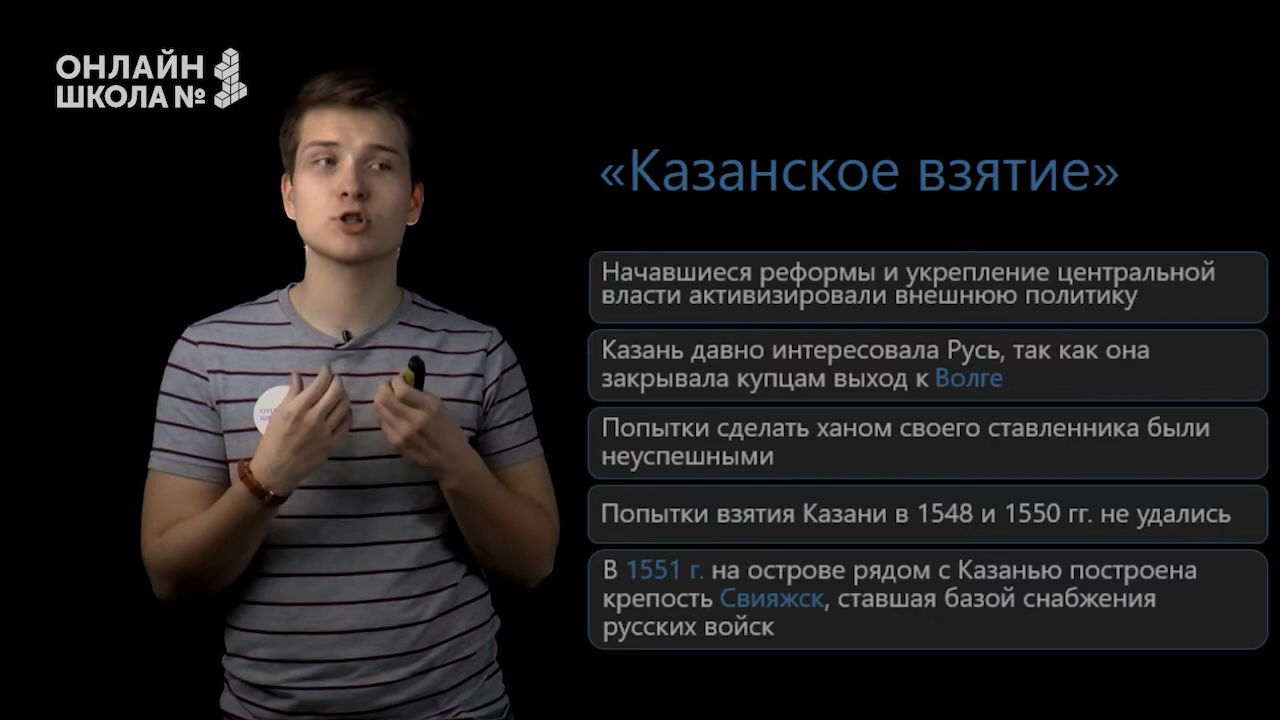 ОНЛАЙН
ШКОЛА №
«Казанское взятие»
Начавшиеся реформы и укрепление центральной
власти активизировали внешнюю политику
Казань давно интересовала Русь, так как она
закрывала купцам выход к Волге
Попытки сделать ханом своего ставленника были
неуспешными
Попытки взятия Казани в 1548 и 1550 гг. не удались
В 1551 г. на острове рядом с Казанью построена
крепость Свияжск, ставшая базой снабжения
русских войск